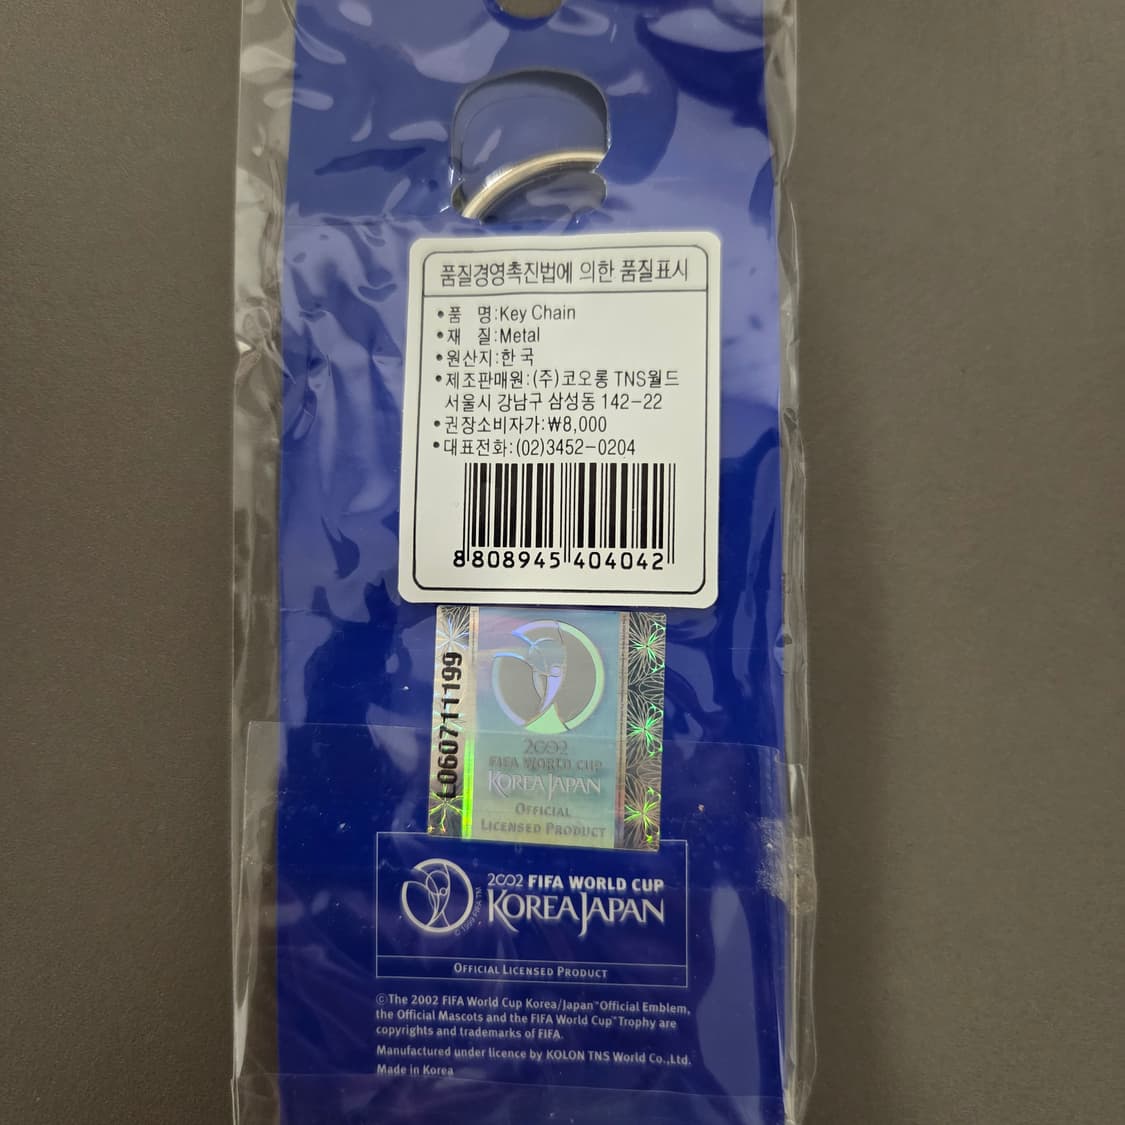 품질경영촉진법에 의한 품질표시
•품 명:Key Chain
•재 질:Metal
•원산지:한 국
•제조판매원:(주)코오롱 TNS월드
서울시 강남구 삼성동 142-22
•권장소비자가:₩8,000
•대표전화:(02)3452-0204
8 808945 404042
L060711199
2002
FIFA WORLD CUP
KOREA JAPAN
OFFICIAL
LICENSED PRODUCT
© 1999 FIFA TM
2002 FIFA WORLD CUP
KOREA JAPAN
OFFICIAL LICENSED PRODUCT
©The 2002 FIFA World Cup Korea/Japan™Official Emblem,
the Official Mascots and the FIFA World Cup™Trophy are
copyrights and trademarks of FIFA.
Manufactured under licence by KOLON TNS World Co.,Ltd.
Made in Korea